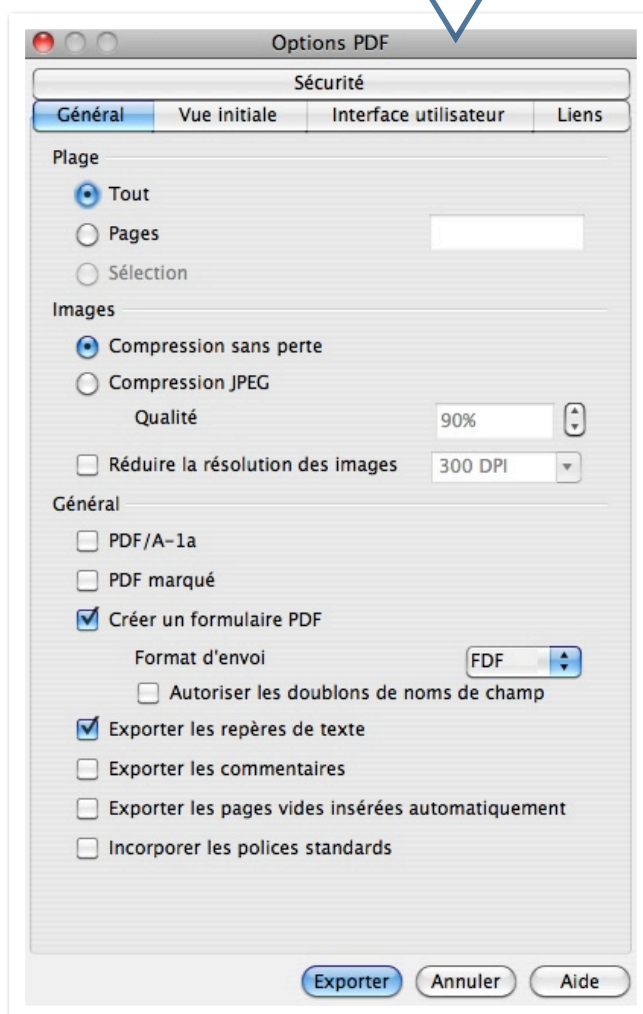 Options PDF
Sécurité
Général Vue initiale Interface utilisateur Liens
Plage
Tout
Pages
Sélection
Images
Compression sans perte
Compression JPEG
Qualité 90%
Réduire la résolution des images 300 DPI
Général
PDF/A-1a
PDF marqué
Créer un formulaire PDF
Format d'envoi FDF
Autoriser les doublons de noms de champ
Exporter les repères de texte
Exporter les commentaires
Exporter les pages vides insérées automatiquement
Incorporer les polices standards
Exporter Annuler Aide